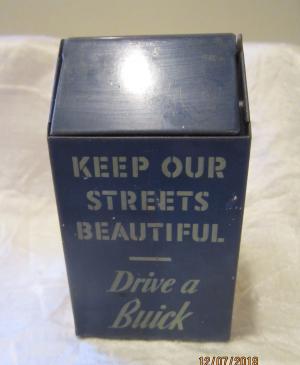 KEEP OUR
STREETS
BEAUTIFUL
Drive a
Buick
12/07/2018